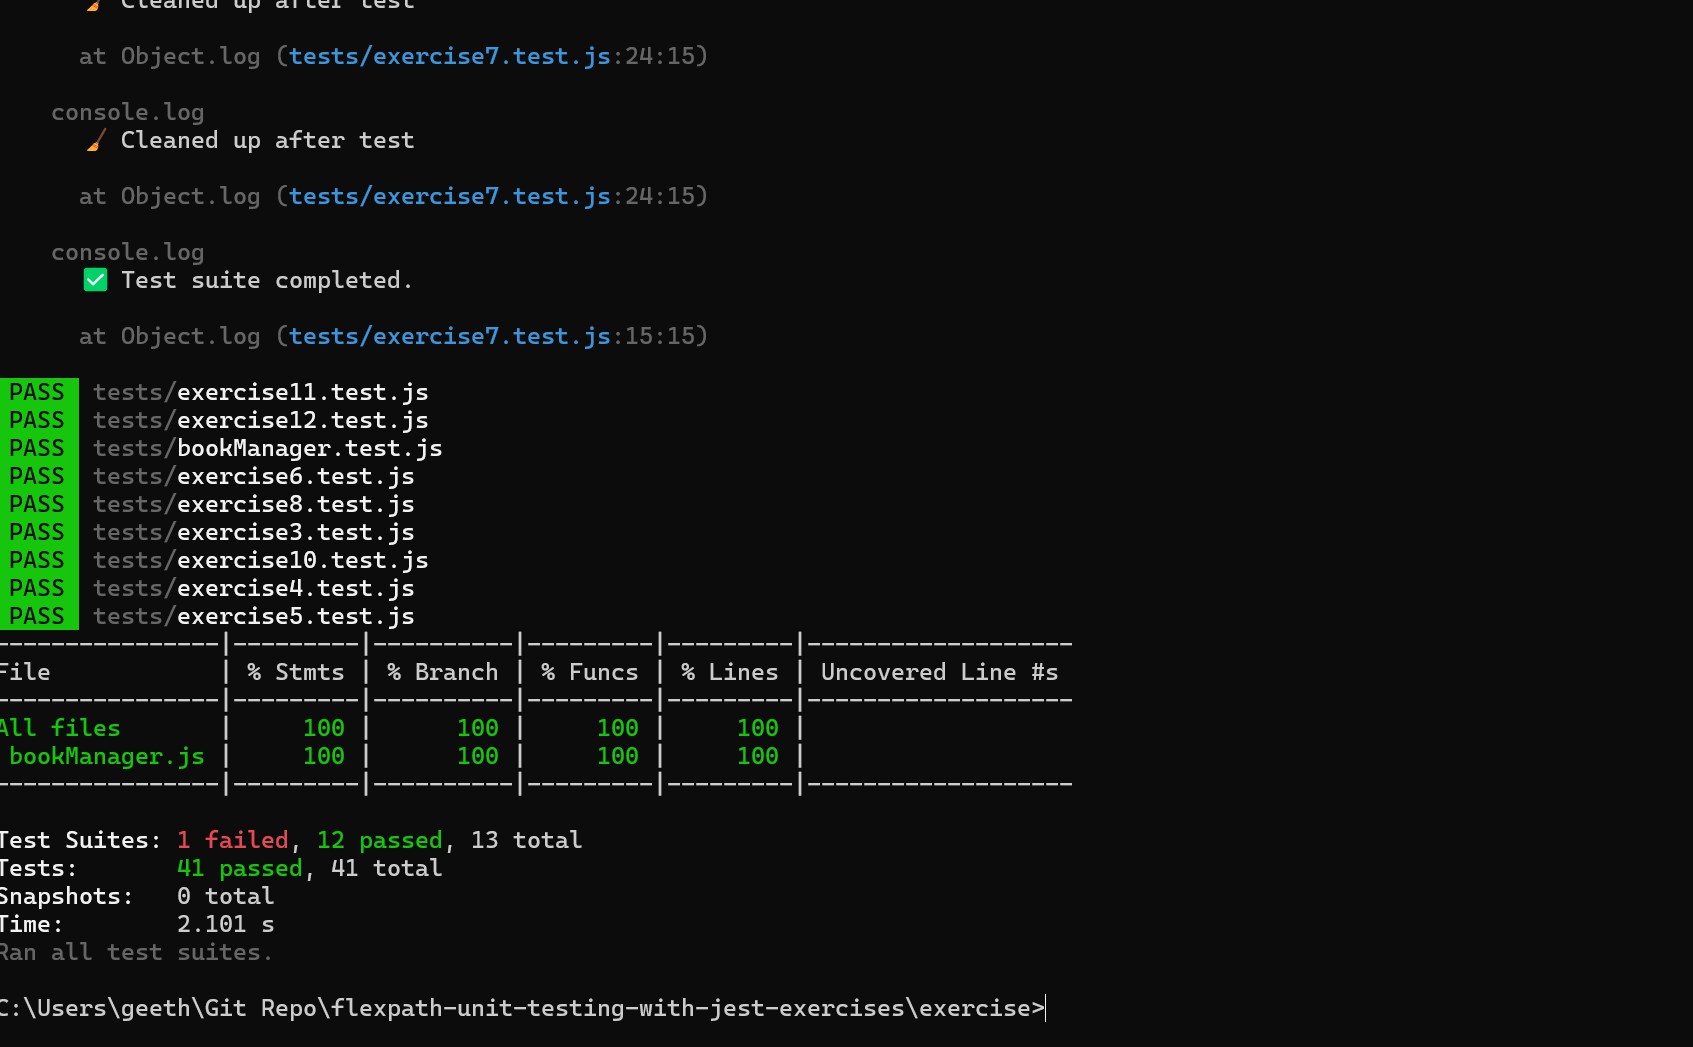 🧹 Cleaned up after test
at Object.log (tests/exercise7.test.js:24:15)
console.log
🧹 Cleaned up after test
at Object.log (tests/exercise7.test.js:24:15)
console.log
✅ Test suite completed.
at Object.log (tests/exercise7.test.js:15:15)
PASS tests/exercise11.test.js
PASS tests/exercise12.test.js
PASS tests/bookManager.test.js
PASS tests/exercise6.test.js
PASS tests/exercise8.test.js
PASS tests/exercise3.test.js
PASS tests/exercise10.test.js
PASS tests/exercise4.test.js
PASS tests/exercise5.test.js
----------------|---------|----------|---------|---------|-------------------
File            | % Stmts | % Branch | % Funcs | % Lines | Uncovered Line #s
----------------|---------|----------|---------|---------|-------------------
All files       |     100 |      100 |     100 |     100 |
 bookManager.js |     100 |      100 |     100 |     100 |
----------------|---------|----------|---------|---------|-------------------
Test Suites: 1 failed, 12 passed, 13 total
Tests:       41 passed, 41 total
Snapshots:   0 total
Time:        2.101 s
Ran all test suites.
C:\Users\geeth\Git Repo\flexpath-unit-testing-with-jest-exercises\exercise>